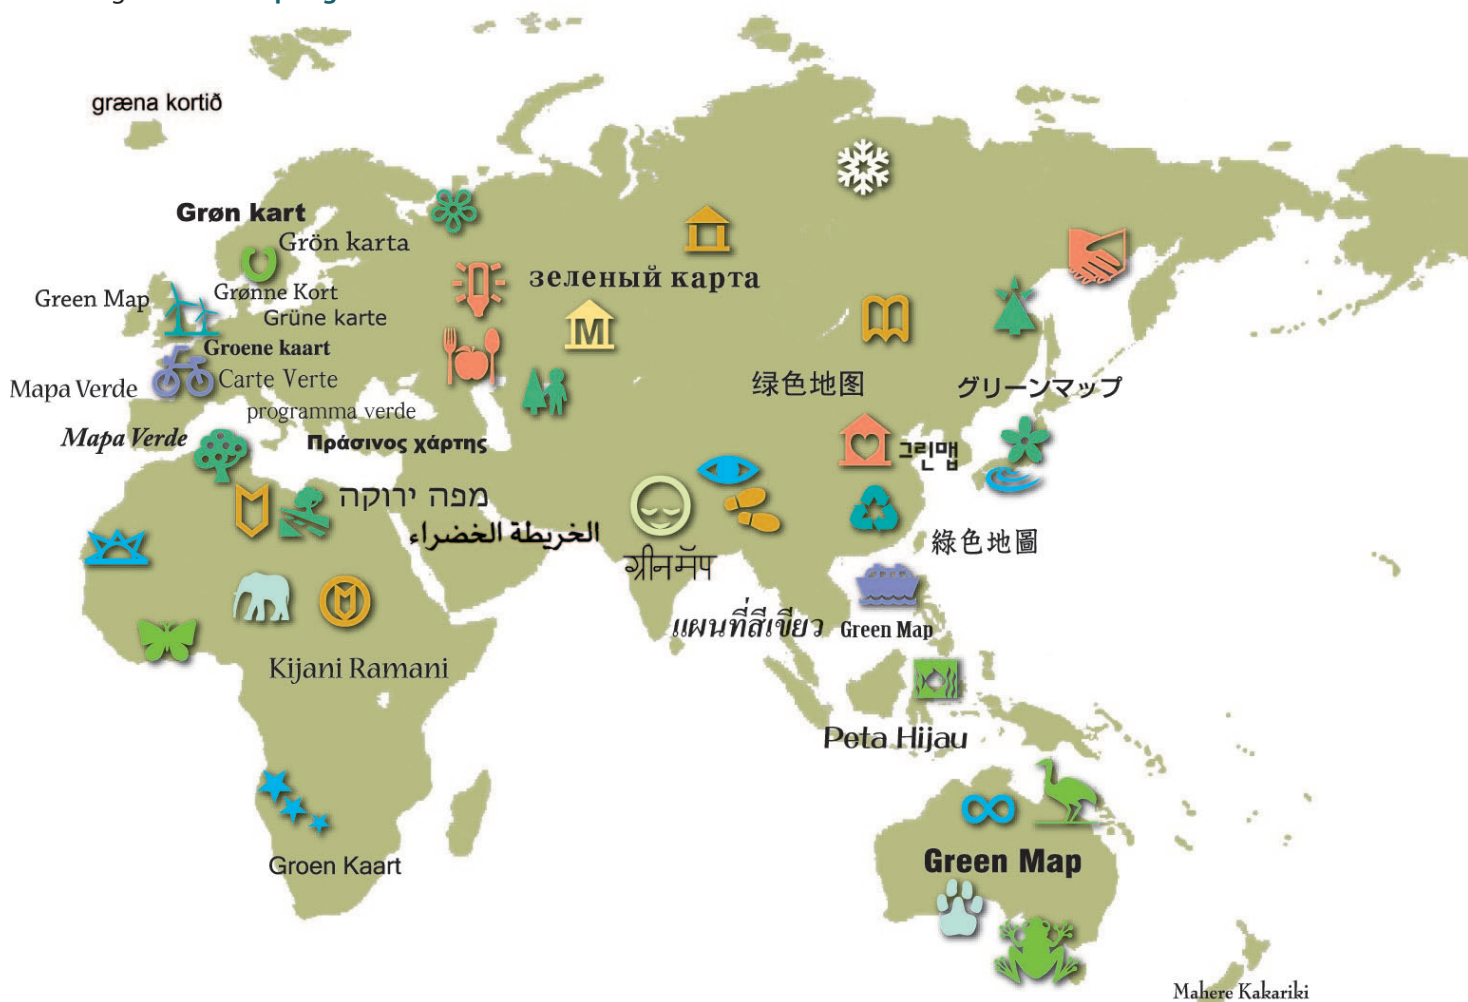 græna kortið
Grøn kart
Grön karta
Green Map
Grønne Kort
Grüne karte
зеленый карта
Groene kaart
Mapa Verde
Carte Verte
绿色地图
グリーンマップ
programma verde
Mapa Verde
Πράσινος χάρτης
그린맵
מפה ירוקה
الخريطة الخضراء
M
綠色地圖
ग्रीन मॅप
แผนที่สีเขียว
Green Map
Kijani Ramani
Peta Hijau
Green Map
Groen Kaart
Mahere Kakariki